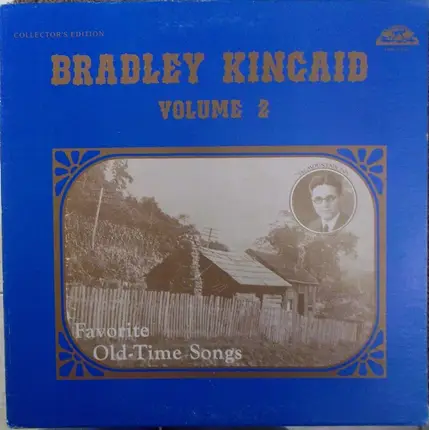 COLLECTOR'S EDITION
BRADLEY KINCAID
VOLUME 2
Favorite
Old-Time Songs